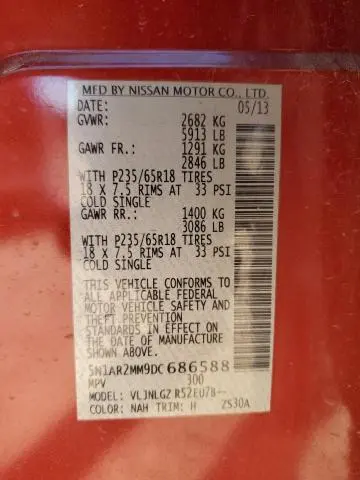 MFD BY NISSAN MOTOR CO., LTD.
DATE: 05/13
GVWR: 2682 KG
5913 LB
GAWR FR.: 1291 KG
2846 LB
WITH P235/65R18 TIRES
18 X 7.5 RIMS AT 33 PSI
COLD SINGLE
GAWR RR.: 1400 KG
3086 LB
WITH P235/65R18 TIRES
18 X 7.5 RIMS AT 33 PSI
COLD SINGLE
THIS VEHICLE CONFORMS TO
ALL APPLICABLE FEDERAL
MOTOR VEHICLE SAFETY AND
THEFT PREVENTION
STANDARDS IN EFFECT ON
THE DATE OF MANUFACTURE
SHOWN ABOVE.
5N1AR2MM9DC686588
MPV 300
MODEL: VLJNLGZ R52EU7B--
COLOR: NAH TRIM: H ZS30A